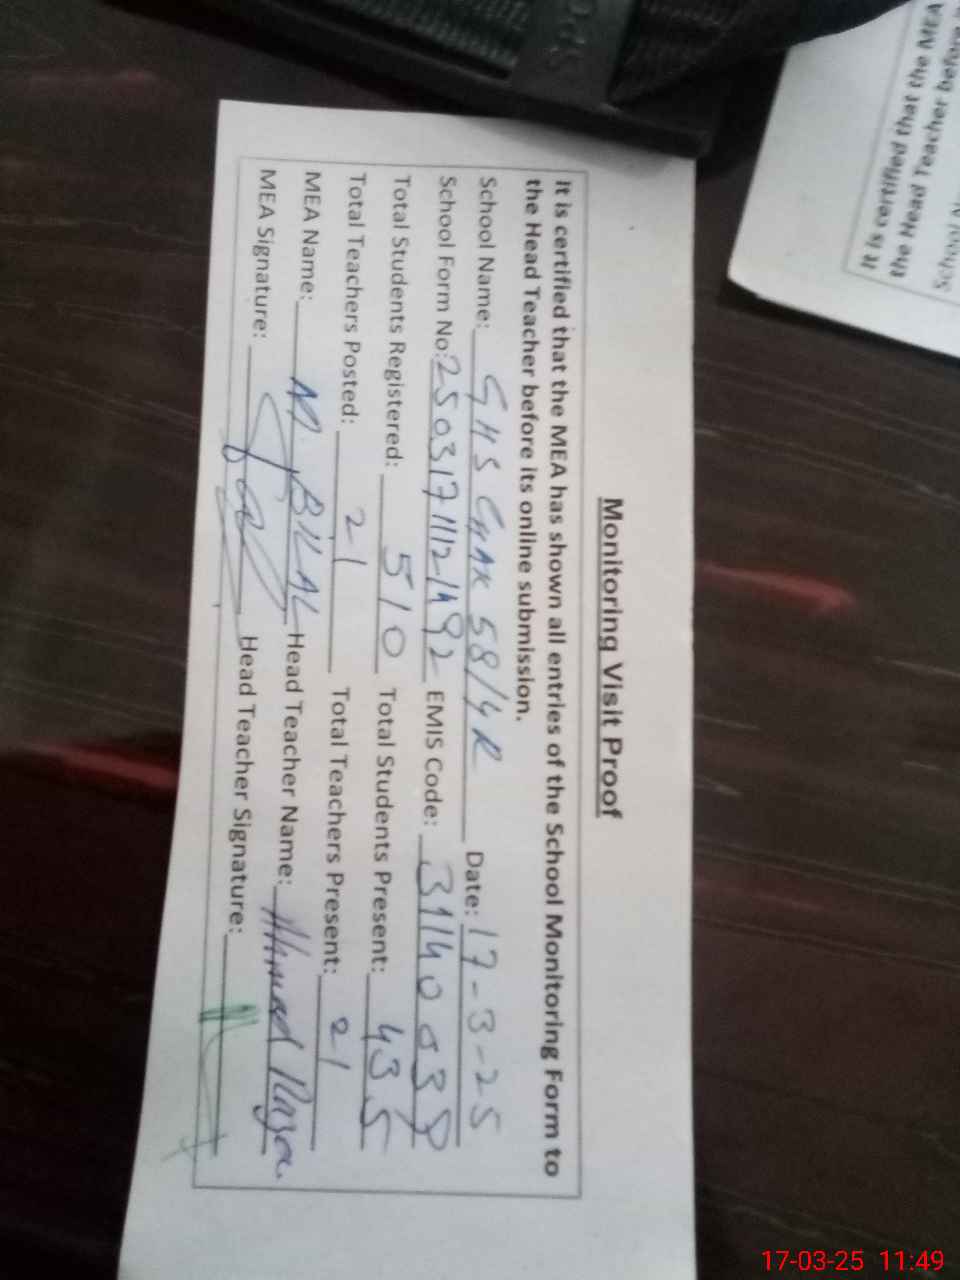 Monitoring Visit Proof
It is certified that the MEA has shown all entries of the School Monitoring Form to
the Head Teacher before its online submission.
School Name: GHS CHAK 58/4R Date: 17-3-25
School Form No: 25031711121492 EMIS Code: 31140038
Total Students Registered: 510 Total Students Present: 435
Total Teachers Posted: 21 Total Teachers Present: 21
MEA Name: M. BILAL Head Teacher Name: Ahmad Raza
MEA Signature: Head Teacher Signature:
It is certified that the MEA
the Head Teacher before
17-03-25 11:49